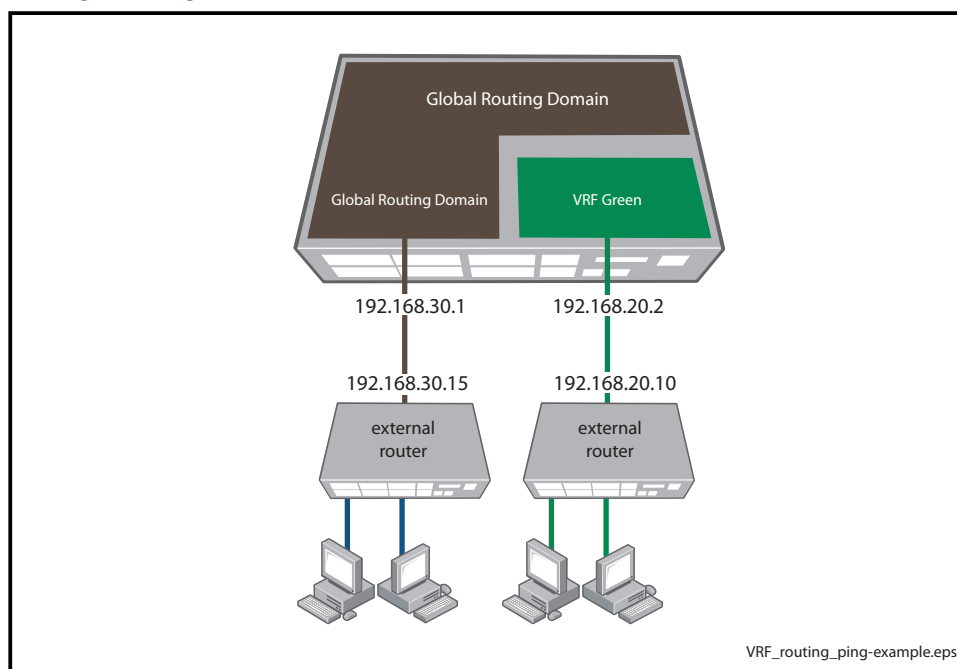 Global Routing Domain
Global Routing Domain
VRF Green
192.168.30.1
192.168.20.2
192.168.30.15
192.168.20.10
external
router
external
router
VRF_routing_ping-example.eps